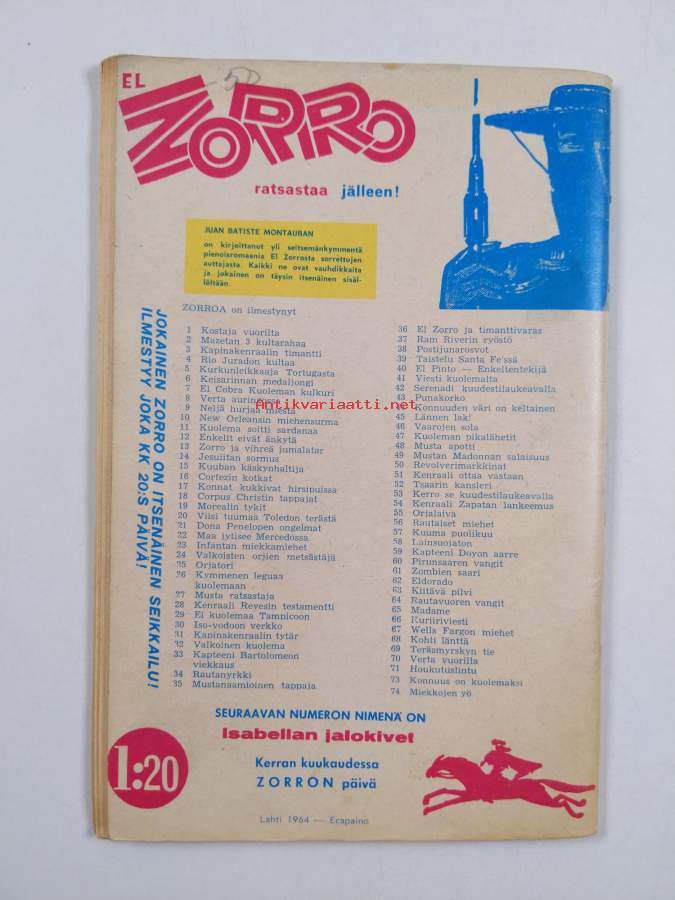 EL
ZORRO
ratsastaa jälleen!
JUAN BATISTE MONTAUBAN
on kirjoittanut yli seitsemänkymmentä
pienoisromaania El Zorrosta sorrettujen
auttajasta. Kaikki ne ovat vauhdikkaita
ja jokainen on täysin itsenäinen sisäl-
löltään.
JOKAINEN ZORRO ON ITSENÄINEN SEIKKAILU!
ILMESTYY JOKA KK 20:S PÄIVÄ!
ZORROA on ilmestynyt
1 Kostaja vuorilta
2 Mazetan 3 kultarahaa
3 Kapinakenraalin timantti
4 Rio Juradon kultaa
5 Kurkunleikkaaja Tortugasta
6 Keisarinnan medaljongi
7 El Cobra Kuoleman kulkuri
8 Verta auringossa
9 Neljä hurjaa miestä
10 New Orleansin miehensurma
11 Kuolema soitti sardanaa
12 Enkelit eivät änkytä
13 Zorro ja vihreä jumalatar
14 Jesuiitan sormus
15 Kuuban käskynhaltija
16 Cortezin kotkat
17 Konnat kukkivat hirsipuissa
18 Corpus Christin tappajat
19 Morealin tykit
20 Viisi tuumaa Toledon terästä
21 Dona Penelopen ongelmat
22 Maa jytisee Mercedossa
23 Infantan miekkamiehet
24 Valkoisten orjien metsästäjä
25 Orjatori
26 Kymmenen leguaa
kuolemaan
27 Musta ratsastaja
28 Kenraali Reyesin testamentti
29 Ei kuolemaa Tampicoon
30 Iso-vodoon verkko
31 Kapinakenraalin tytär
32 Valkoinen kuolema
33 Kapteeni Bartolomeon
viekkaus
34 Rautanyrkki
35 Mustanaamioinen tappaja
36 El Zorro ja timanttivaras
37 Ram Riverin ryöstö
38 Postijunarosvot
39 Taistelu Santa Fe'ssä
40 El Pinto — Enkeltentekijä
41 Viesti kuolemalta
42 Serenadi kuudestilaukeavalla
43 Punakorko
44 Konnuuden väri on keltainen
45 Lännen laki
46 Vaarojen sola
47 Kuoleman pikalähetit
48 Musta apotti
49 Mustan Madonnan salaisuus
50 Revolverimarkkinat
51 Kenraali ottaa vastaan
52 Tsaarin kansleri
53 Kerro se kuudestilaukeavalla
54 Kenraali Zapatan lankeemus
55 Orjalaiva
56 Rautaiset miehet
57 Kuuma puolikuu
58 Lainsuojaton
59 Kapteeni Doyon aarre
60 Pirunsaaren vangit
61 Zombien saari
62 Eldorado
63 Kiitävä pilvi
64 Rautavuoren vangit
65 Madame
66 Kuriiriviesti
67 Wells Fargon miehet
68 Kohti länttä
69 Teräsmyrskyn tie
70 Verta vuorilla
71 Houkutuslintu
73 Konnuus on kuolemaksi
74 Miekkojen yö
Antikvariaatti.net
SEURAAVAN NUMERON NIMENÄ ON
Isabellan jalokivet
Kerran kuukaudessa
ZORRON päivä
1:20
Lahti 1964 — Ecapaino